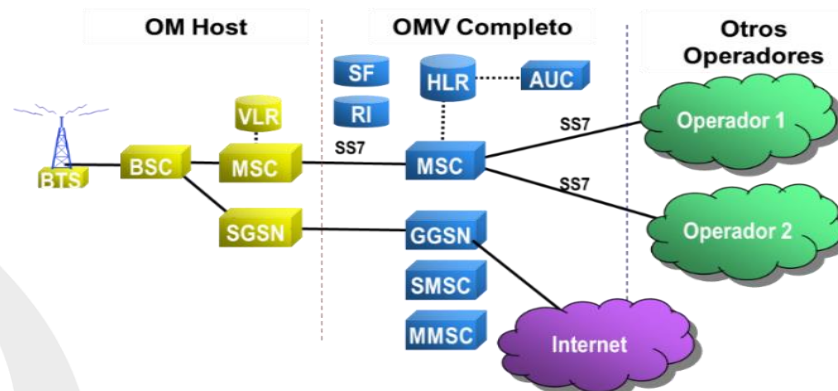 OM Host
OMV Completo
Otros
Operadores
SF
HLR
AUC
RI
VLR
BTS
BSC
MSC
SS7
MSC
SS7
SS7
Operador 1
Operador 2
SGSN
GGSN
SMSC
MMSC
Internet